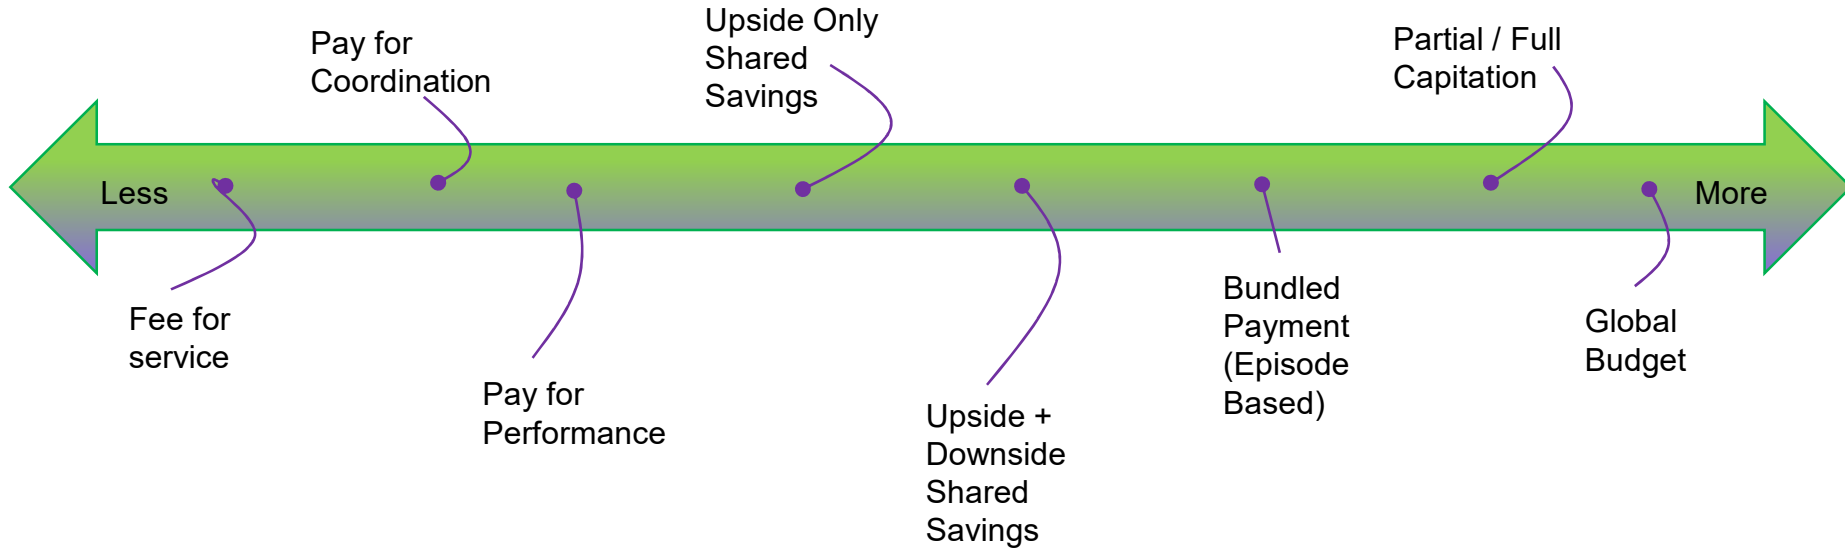 Pay for
Coordination
Upside Only
Shared
Savings
Partial / Full
Capitation
Less
More
Fee for
service
Pay for
Performance
Upside +
Downside
Shared
Savings
Bundled
Payment
(Episode
Based)
Global
Budget